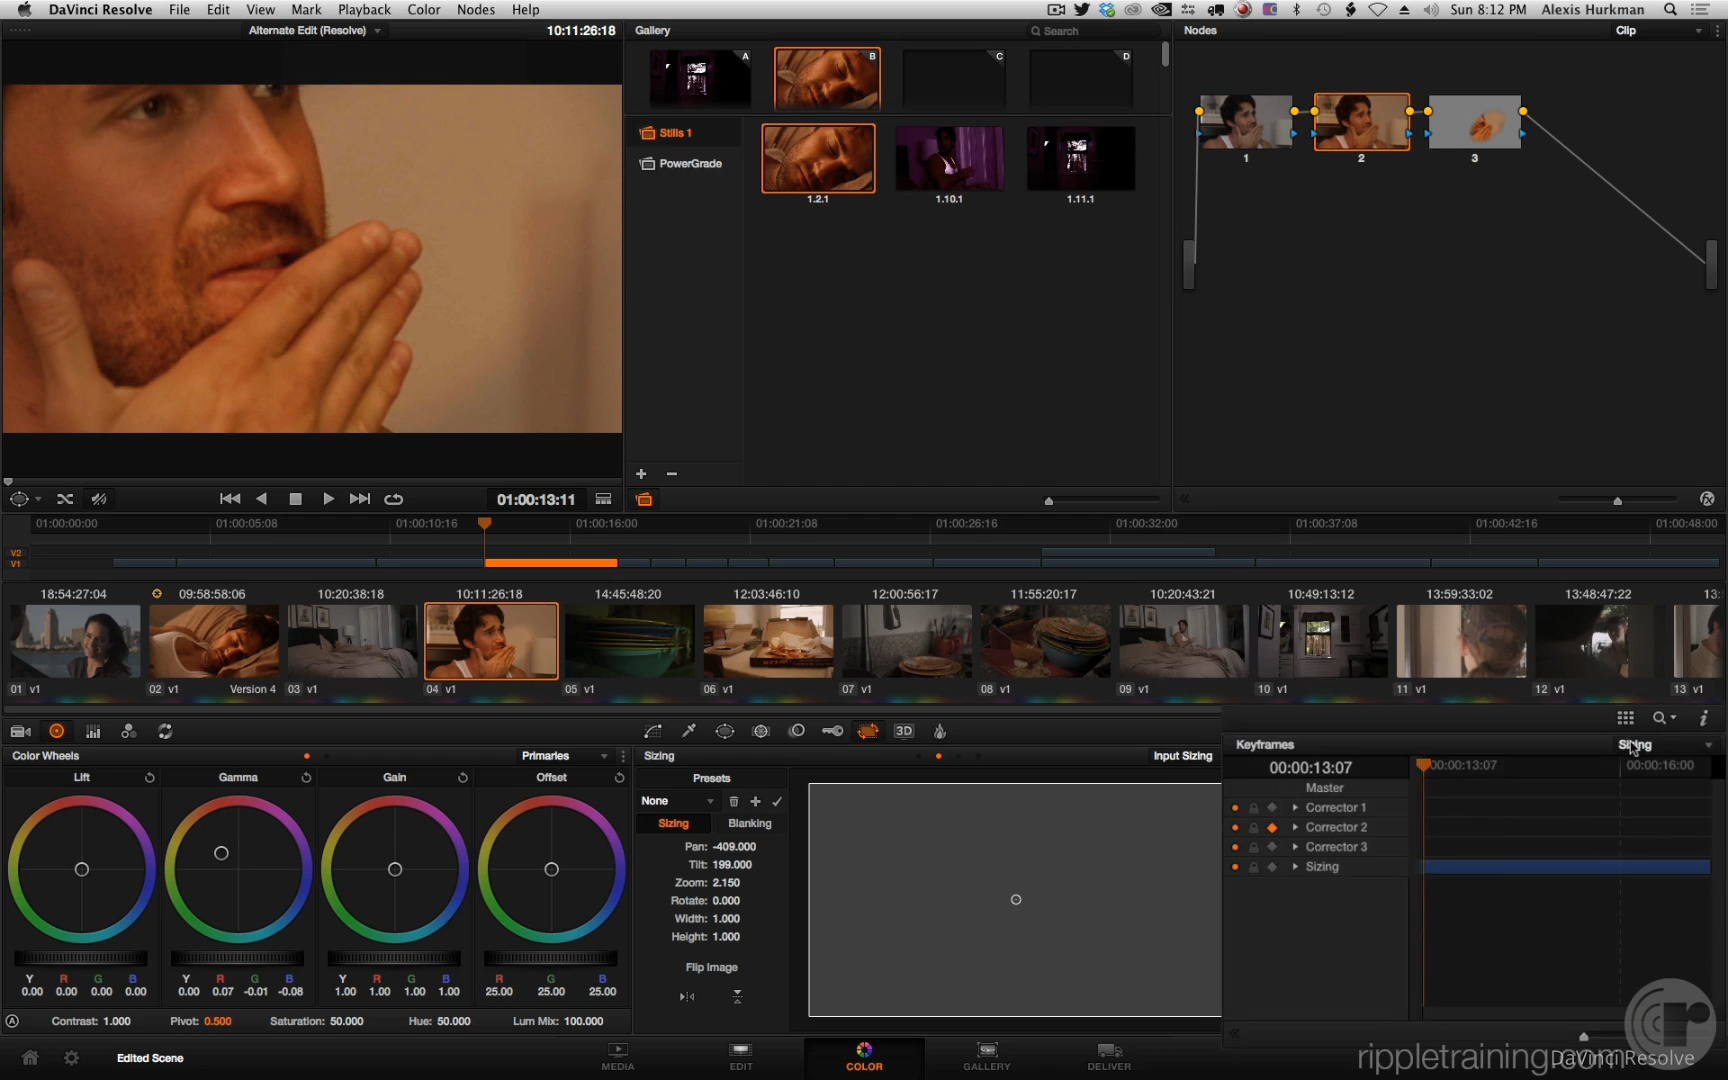 DaVinci Resolve File Edit View Mark Playback Color Nodes Help
Sun 8:12 PM Alexis Hurkman
Alternate Edit (Resolve) 10:11:26:18
Gallery Search
Nodes Clip
A B C D
Stills 1
PowerGrade
1.2.1 1.10.1 1.11.1
1 2 3
01:00:13:11
01:00:00:00 01:00:05:08 01:00:10:16 01:00:16:00 01:00:21:08 01:00:26:16 01:00:32:00 01:00:37:08 01:00:42:16 01:00:48:00
V2
V1
18:54:27:04 09:58:58:06 10:20:38:18 10:11:26:18 14:45:48:20 12:03:46:10 12:00:56:17 11:55:20:17 10:20:43:21 10:49:13:12 13:59:33:02 13:48:47:22 13:
01 v1 02 v1 Version 4 03 v1 04 v1 05 v1 06 v1 07 v1 08 v1 09 v1 10 v1 11 v1 12 v1 13 v1
3D
Color Wheels Primaries
Lift Gamma Gain Offset
Y R G B Y R G B Y R G B R G B
0.00 0.00 0.00 0.00 0.00 0.07 -0.01 -0.08 1.00 1.00 1.00 1.00 25.00 25.00 25.00
A Contrast: 1.000 Pivot: 0.500 Saturation: 50.000 Hue: 50.000 Lum Mix: 100.000
Sizing Input Sizing
Presets
None
Sizing Blanking
Pan: -409.000
Tilt: 199.000
Zoom: 2.150
Rotate: 0.000
Width: 1.000
Height: 1.000
Flip Image
Keyframes Sizing
00:00:13:07 00:00:13:07 00:00:16:00
Master
Corrector 1
Corrector 2
Corrector 3
Sizing
Edited Scene
MEDIA EDIT COLOR GALLERY DELIVER
rippletraining.com
DaVinci Resolve